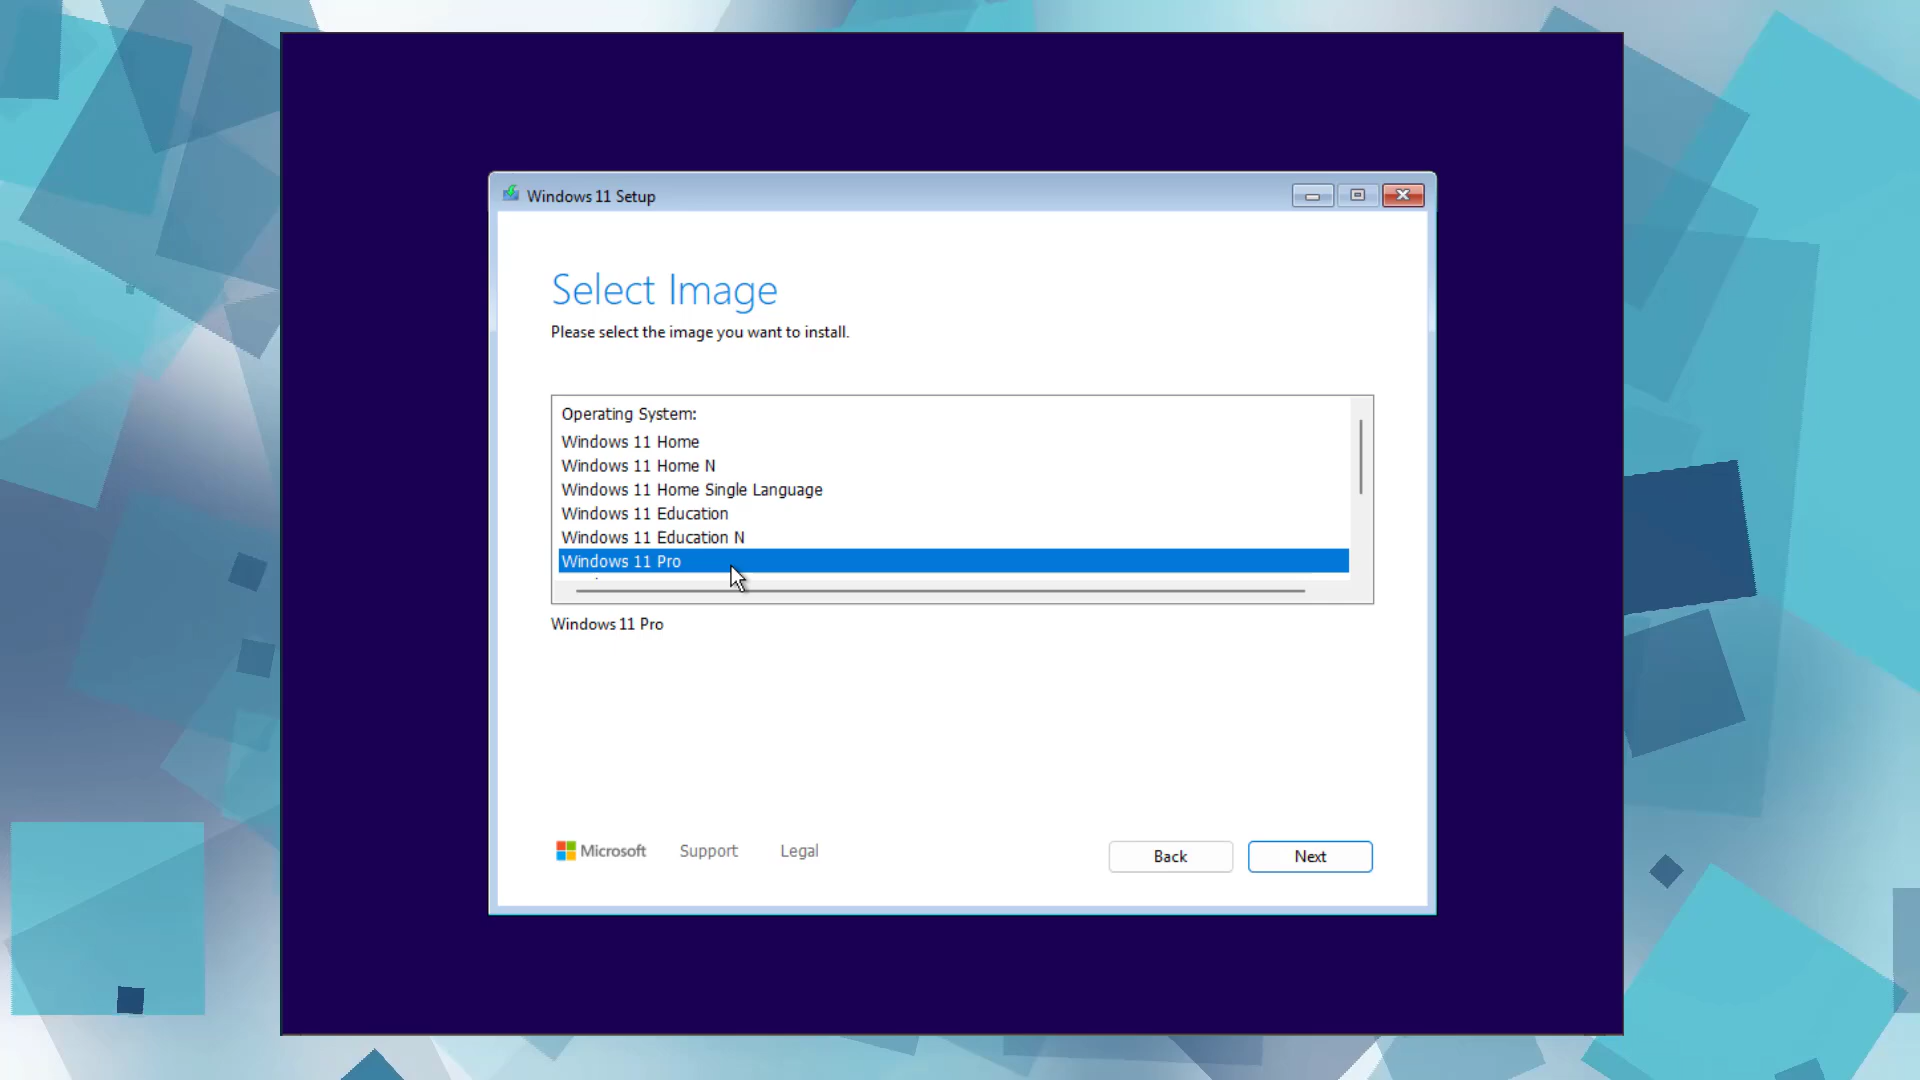 Windows 11 Setup
Select Image
Please select the image you want to install.
Operating System:
Windows 11 Home
Windows 11 Home N
Windows 11 Home Single Language
Windows 11 Education
Windows 11 Education N
Windows 11 Pro
Windows 11 Pro
Microsoft Support Legal
Back Next